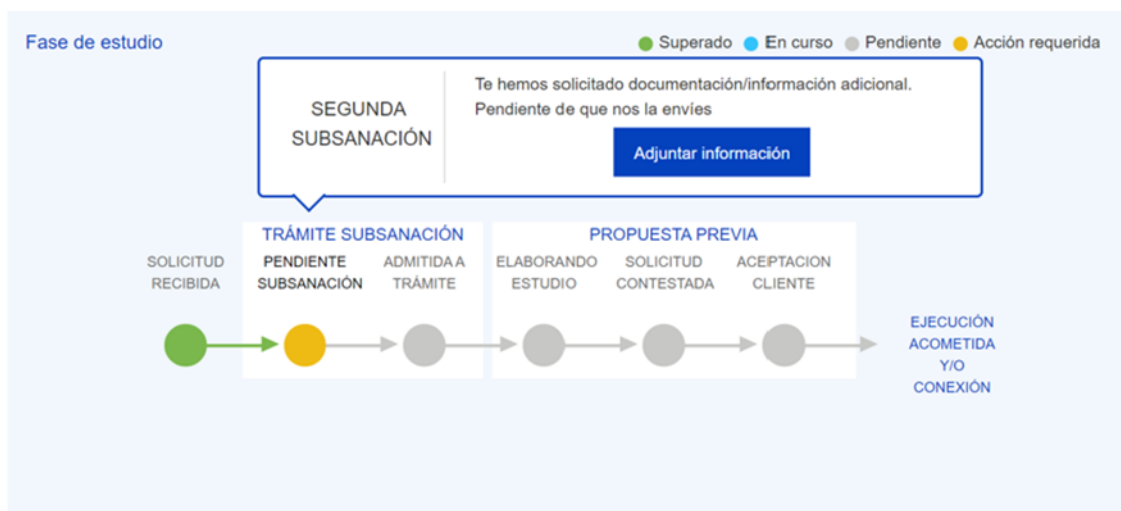 Fase de estudio
Superado En curso Pendiente Acción requerida
SEGUNDA
SUBSANACIÓN
Te hemos solicitado documentación/información adicional.
Pendiente de que nos la envíes
Adjuntar información
TRÁMITE SUBSANACIÓN
PROPUESTA PREVIA
SOLICITUD
RECIBIDA
PENDIENTE
SUBSANACIÓN
ADMITIDA A
TRÁMITE
ELABORANDO
ESTUDIO
SOLICITUD
CONTESTADA
ACEPTACION
CLIENTE
EJECUCIÓN
ACOMETIDA
Y/O
CONEXIÓN